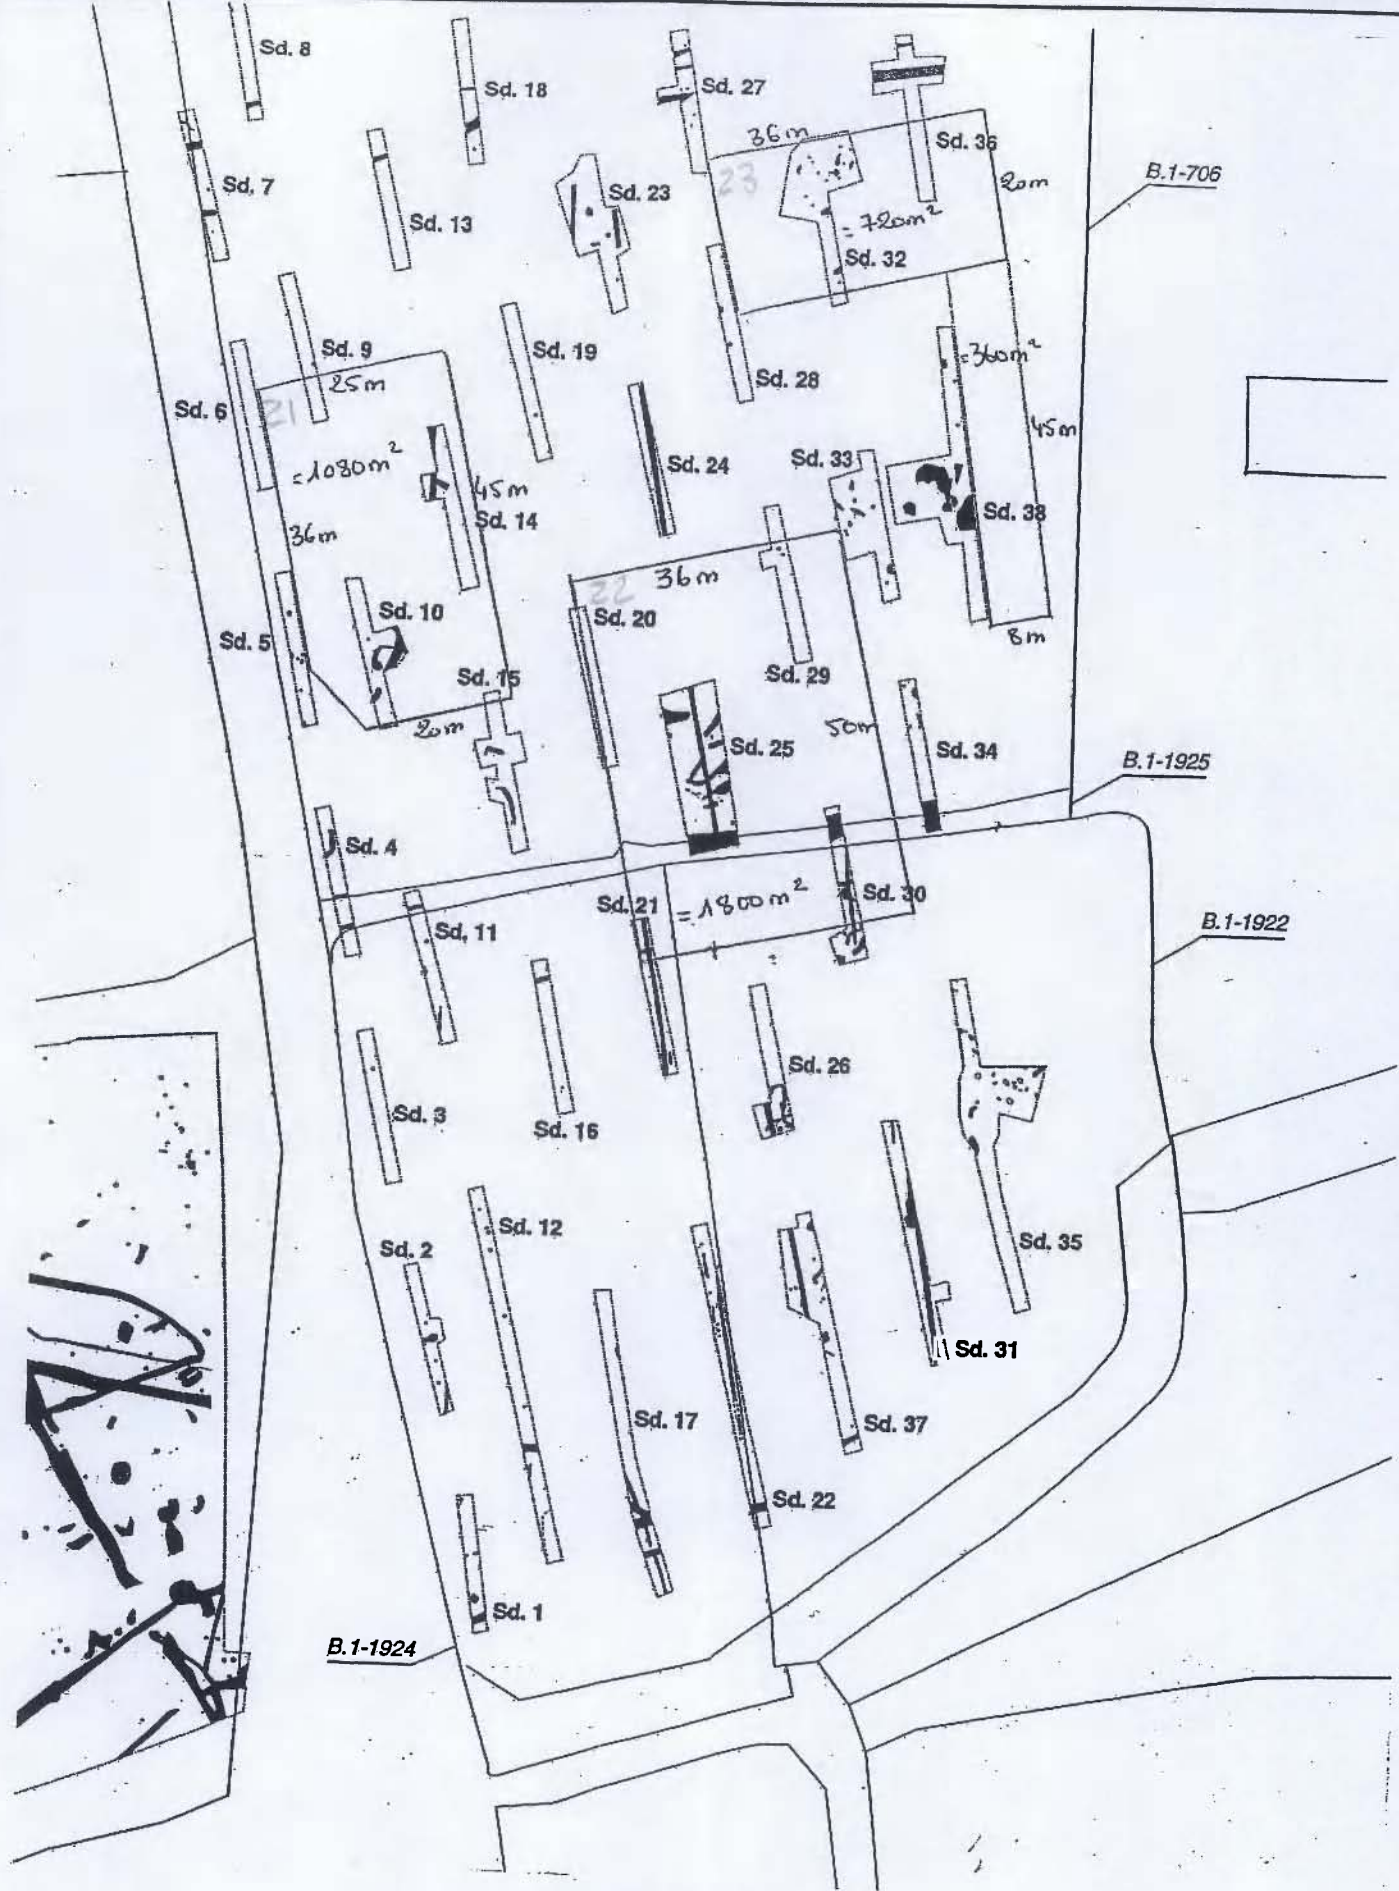 Sd. 8
Sd. 18
Sd. 27
36m
Sd. 36
B.1-706
Sd. 7
23
20m
Sd. 23
Sd. 13
= 720m²
Sd. 32
Sd. 9
Sd. 19
= 360m²
25m
Sd. 28
Sd. 6
21
45m
Sd. 33
Sd. 24
= 1080m²
45m
Sd. 14
Sd. 38
36m
36m
22
Sd. 10
Sd. 20
Sd. 5
8m
Sd. 15
Sd. 29
20m
50m
Sd. 25
Sd. 34
B.1-1925
Sd. 4
Sd. 30
Sd. 21
= 1800m²
B.1-1922
Sd. 11
Sd. 26
Sd. 3
Sd. 16
Sd. 12
Sd. 2
Sd. 35
Sd. 31
Sd. 17
Sd. 37
Sd. 22
Sd. 1
B.1-1924